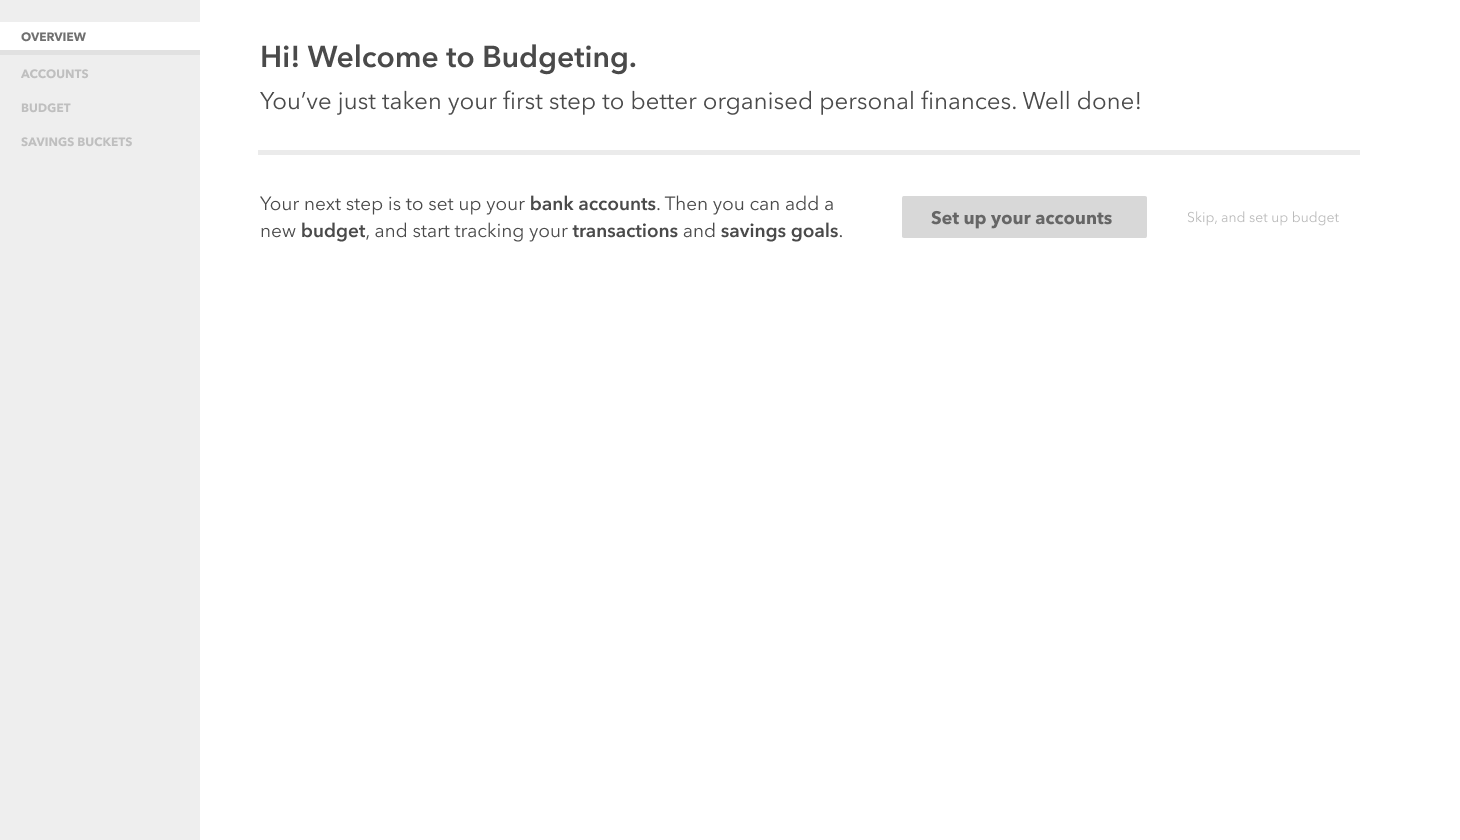 OVERVIEW
ACCOUNTS
BUDGET
SAVINGS BUCKETS
Hi! Welcome to Budgeting.
You’ve just taken your first step to better organised personal finances. Well done!
Your next step is to set up your bank accounts. Then you can add a
new budget, and start tracking your transactions and savings goals.
Set up your accounts
Skip, and set up budget